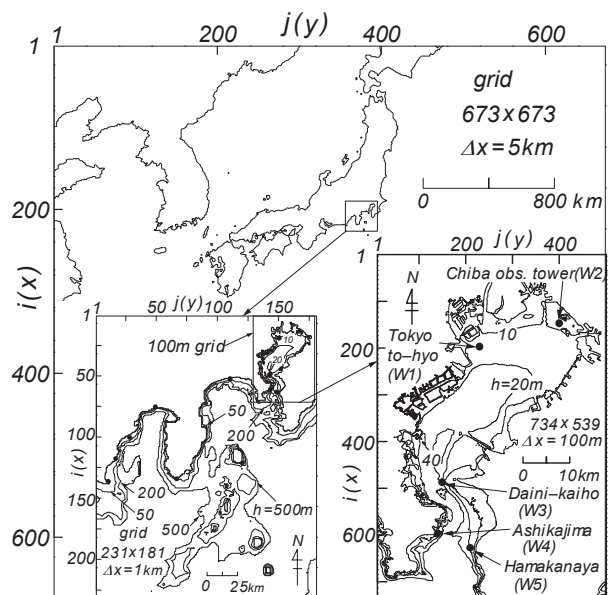 j(y)
1
200
400
600
1
200
400
600
i(x)
grid
673x673
Δx=5km
0
800 km
j(y)
1
50
100
150
1
50
100
150
200
i(x)
100m grid
10
20
50
200
200
50
500
h=500m
grid
231x181
Δx=1km
N
0
25km
j(y)
1
200
400
1
200
400
600
i(x)
N
Chiba obs. tower(W2)
10
Tokyo
to–hyo
(W1)
h=20m
40
734x539
Δx=100m
0
10km
Daini–kaiho
(W3)
Ashikajima
(W4)
Hamakanaya
(W5)